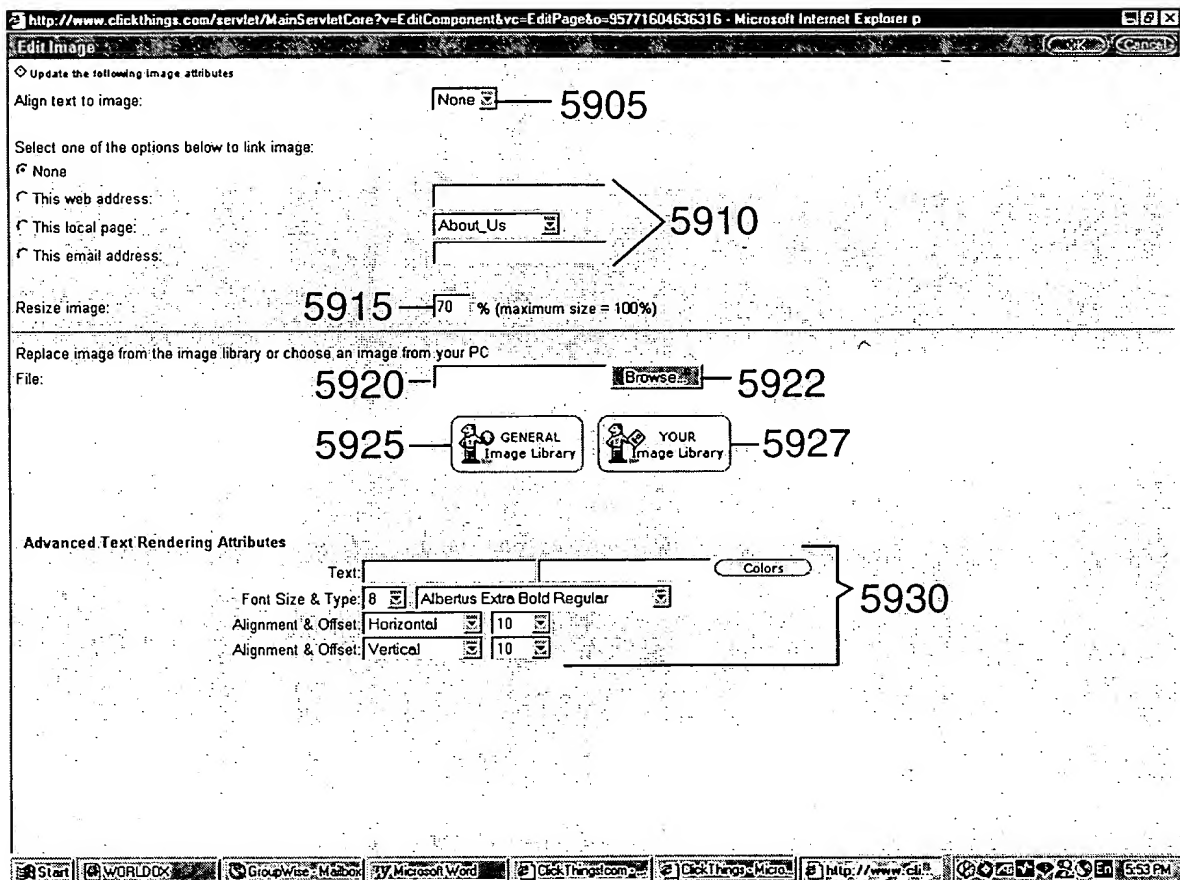 http://www.clickthings.com/servlet/MainServletCore?v=EditComponent&vc=EditPage&o=95771604636316 - Microsoft Internet Explorer p
Edit Image OK Cancel
Update the following image attributes
Align text to image: None 5905
Select one of the options below to link image:
None
This web address:
This local page: About_Us 5910
This email address:
Resize image: 5915 70 % (maximum size = 100%)
Replace image from the image library or choose an image from your PC
File: 5920 Browse... 5922
5925 GENERAL Image Library YOUR Image Library 5927
Advanced Text Rendering Attributes
Text: Colors
Font Size & Type: 8 Albertus Extra Bold Regular 5930
Alignment & Offset: Horizontal 10
Alignment & Offset: Vertical 10
Start WORLDOX GroupWise - Mailbox Microsoft Word ClickThings!com - ClickThings - Micro... http://www.cli... 5:53 PM